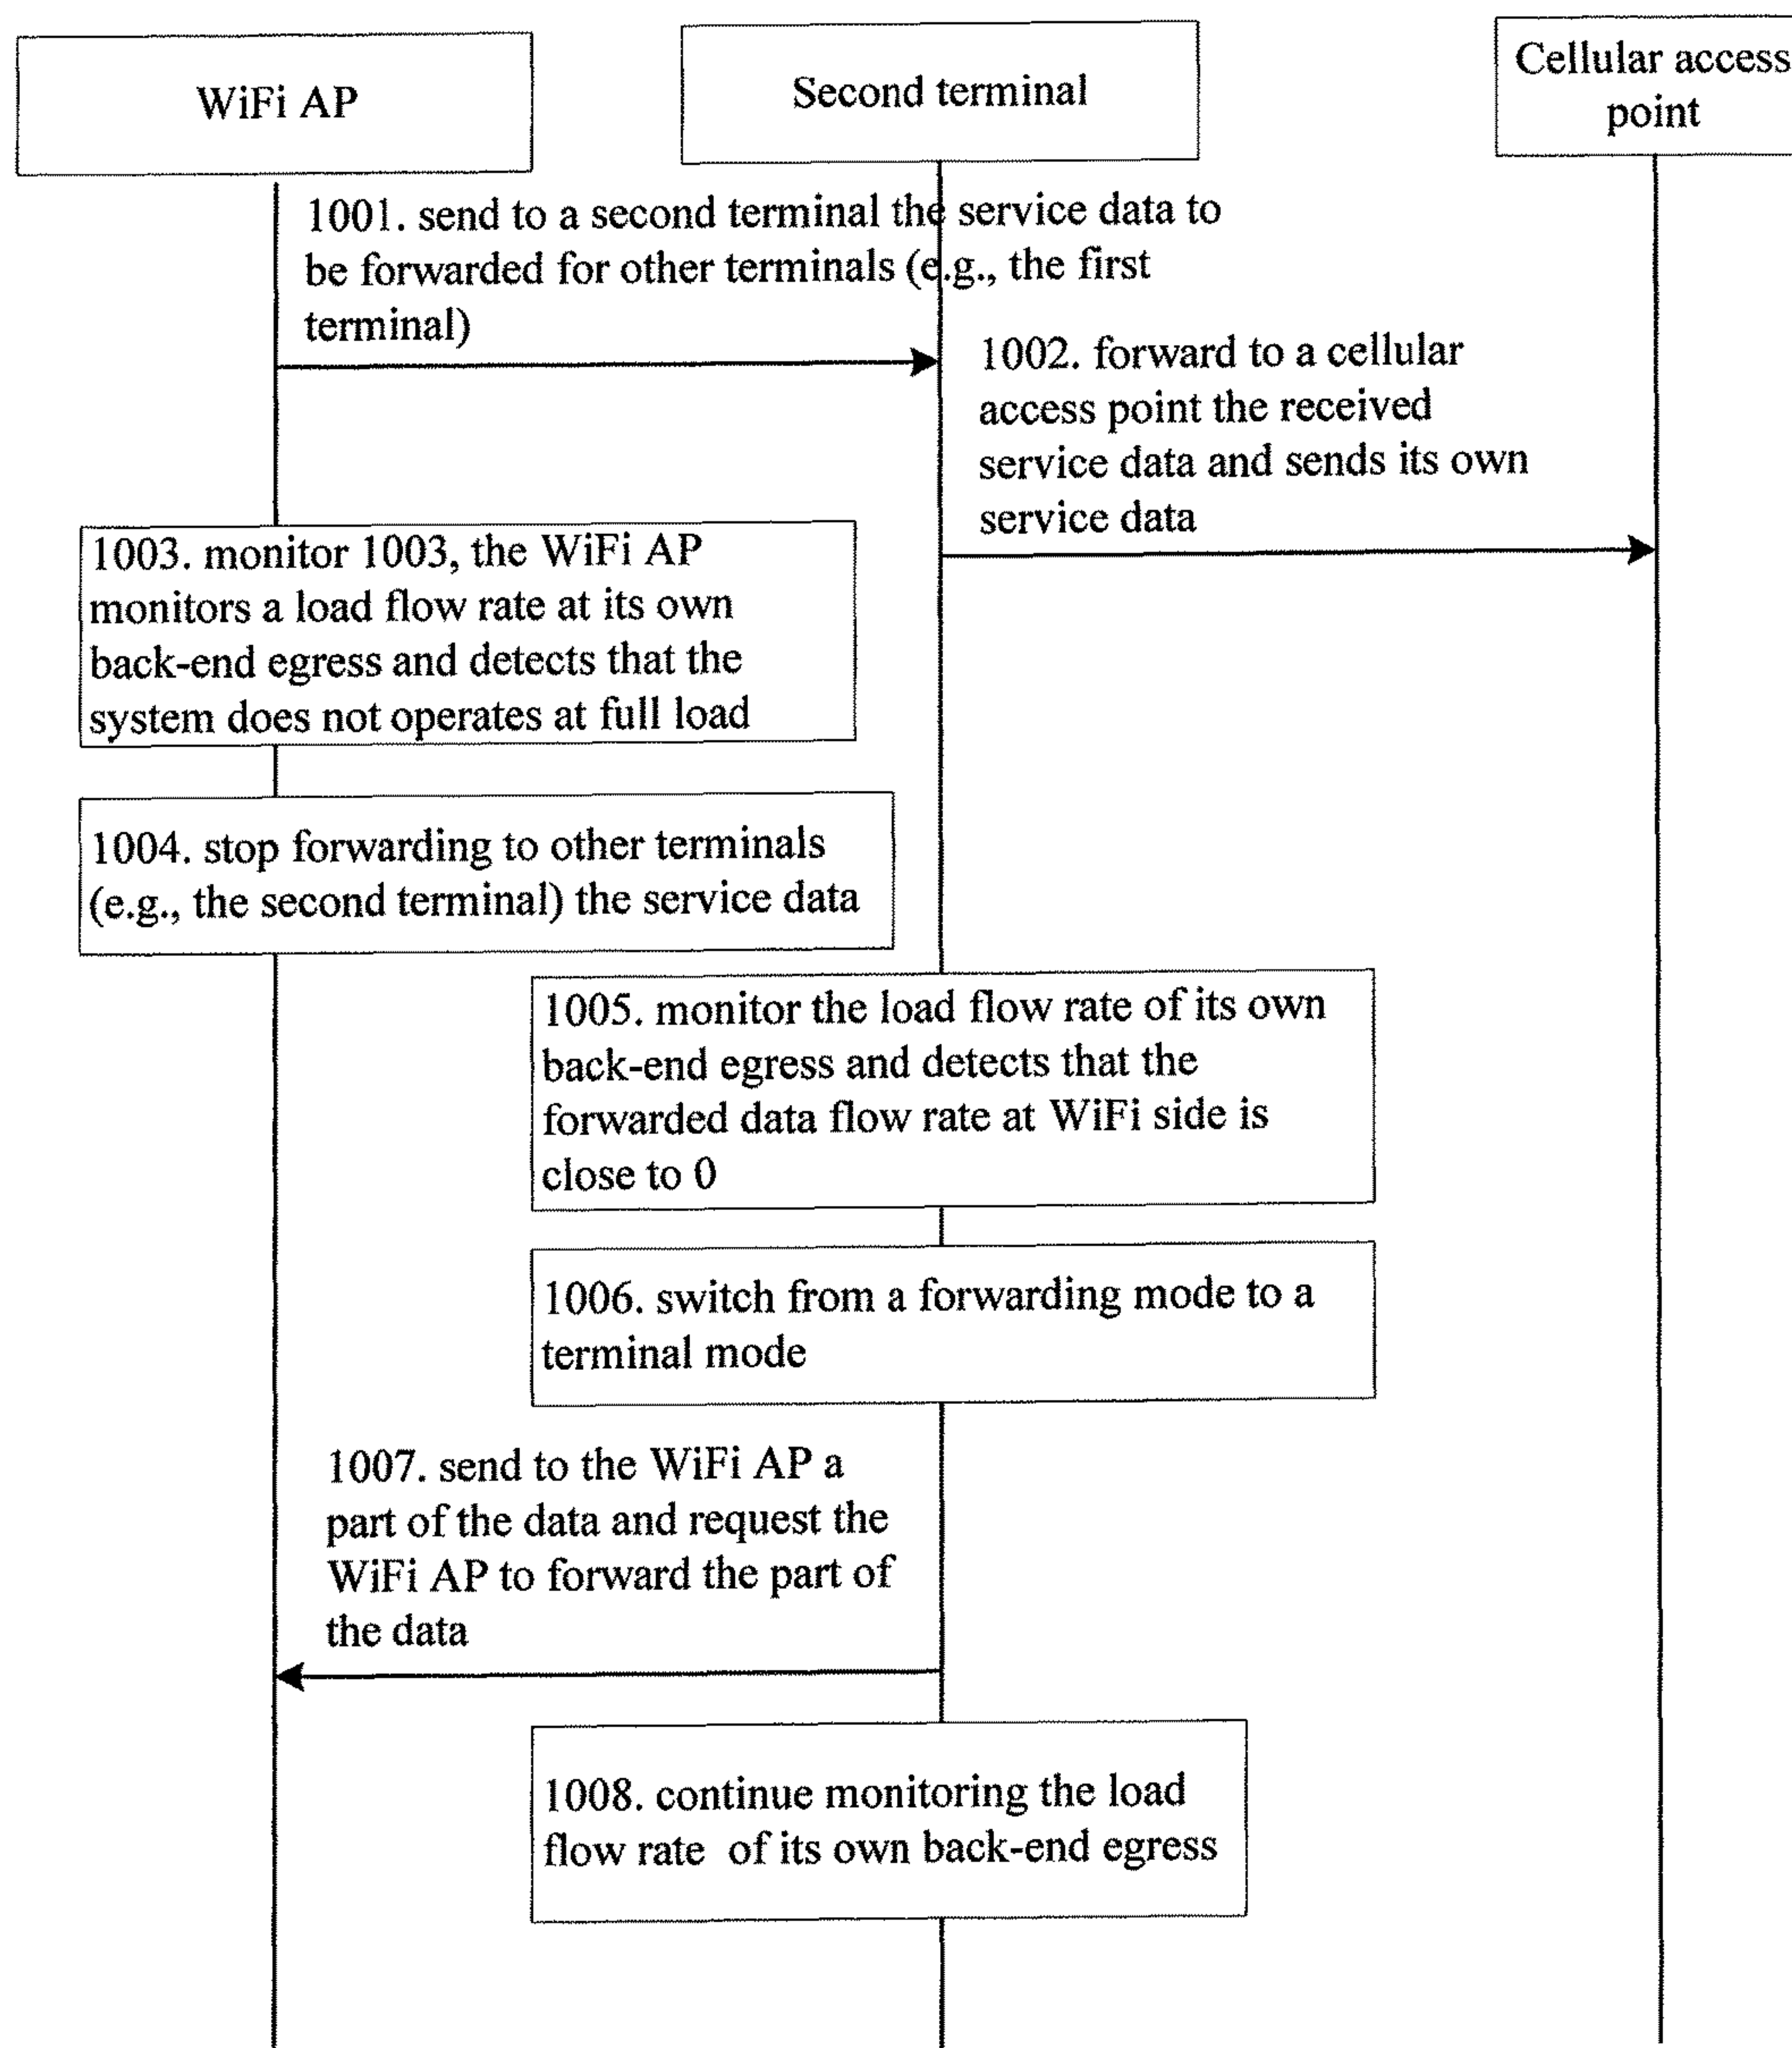 WiFi AP
Second terminal
Cellular access
point
1001. send to a second terminal the service data to
be forwarded for other terminals (e.g., the first
terminal)
1002. forward to a cellular
access point the received
service data and sends its own
service data
1003. monitor 1003, the WiFi AP
monitors a load flow rate at its own
back-end egress and detects that the
system does not operates at full load
1004. stop forwarding to other terminals
(e.g., the second terminal) the service data
1005. monitor the load flow rate of its own
back-end egress and detects that the
forwarded data flow rate at WiFi side is
close to 0
1006. switch from a forwarding mode to a
terminal mode
1007. send to the WiFi AP a
part of the data and request the
WiFi AP to forward the part of
the data
1008. continue monitoring the load
flow rate of its own back-end egress